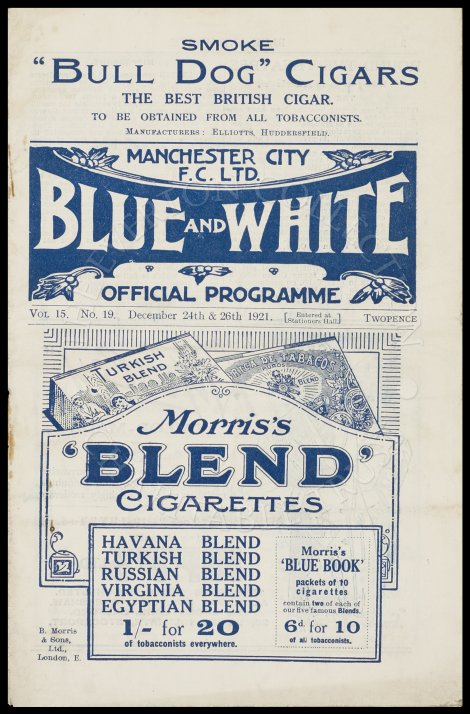 SMOKE
"BULL DOG" CIGARS
THE BEST BRITISH CIGAR.
TO BE OBTAINED FROM ALL TOBACCONISTS.
MANUFACTURERS: ELLIOTTS, HUDDERSFIELD.
MANCHESTER CITY
F.C. LTD.
BLUE AND WHITE
OFFICIAL PROGRAMME
VOL 15. No. 19. December 24th & 26th 1921. [Entered at Stationers Hall] TWOPENCE
TURKISH
BLEND
DE TABACOS
BLEND
Morris's
'BLEND'
CIGARETTES
HAVANA BLEND
TURKISH BLEND
RUSSIAN BLEND
VIRGINIA BLEND
EGYPTIAN BLEND
1/- for 20
of tobacconists everywhere.
Morris's
'BLUE BOOK'
packets of 10
cigarettes
contain two of each of
our five famous Blends.
6d. for 10
of all tobacconists.
B. Morris
& Sons,
Ltd.,
London, E.